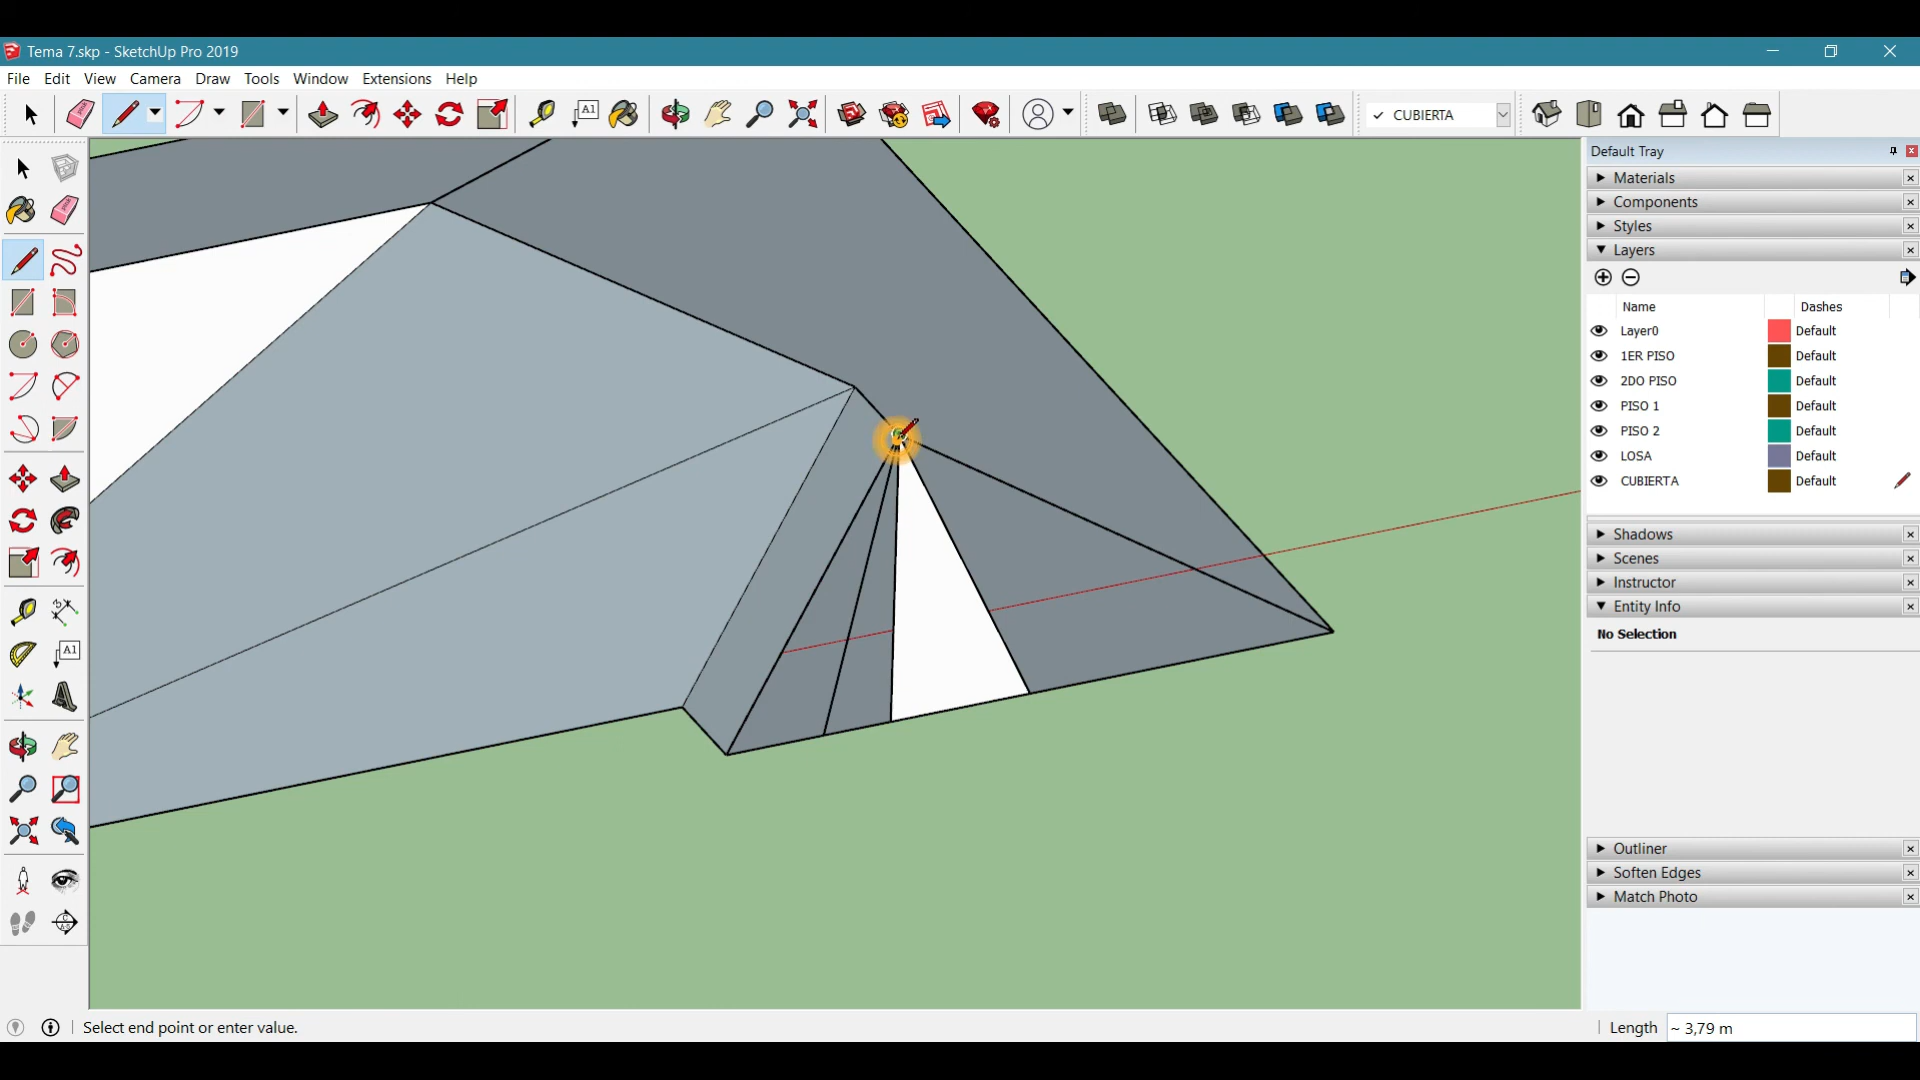 Tema 7.skp - SketchUp Pro 2019
File Edit View Camera Draw Tools Window Extensions Help
A1
✓ CUBIERTA
Default Tray
Materials
Components
Styles
Layers
Name Dashes
Layer0 Default
1ER PISO Default
2DO PISO Default
PISO 1 Default
PISO 2 Default
LOSA Default
CUBIERTA Default
Shadows
Scenes
Instructor
Entity Info
No Selection
A1
Outliner
Soften Edges
Match Photo
Select end point or enter value.
Length ~ 3,79 m